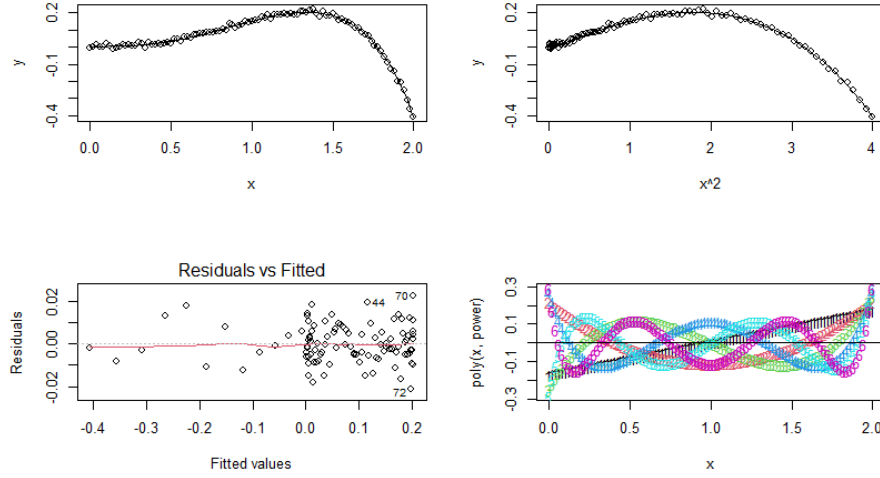 0.2
y
-0.4
0.0 0.5 1.0 1.5 2.0
x
0.2
y
-0.4
0 1 2 3 4
x^2
Residuals vs Fitted
0.02
0.00
-0.02
Residuals
44
70
72
-0.4 -0.3 -0.2 -0.1 0.0 0.1 0.2
Fitted values
0.3
0.1
-0.1
-0.3
poly(x, power)
0.0 0.5 1.0 1.5 2.0
x